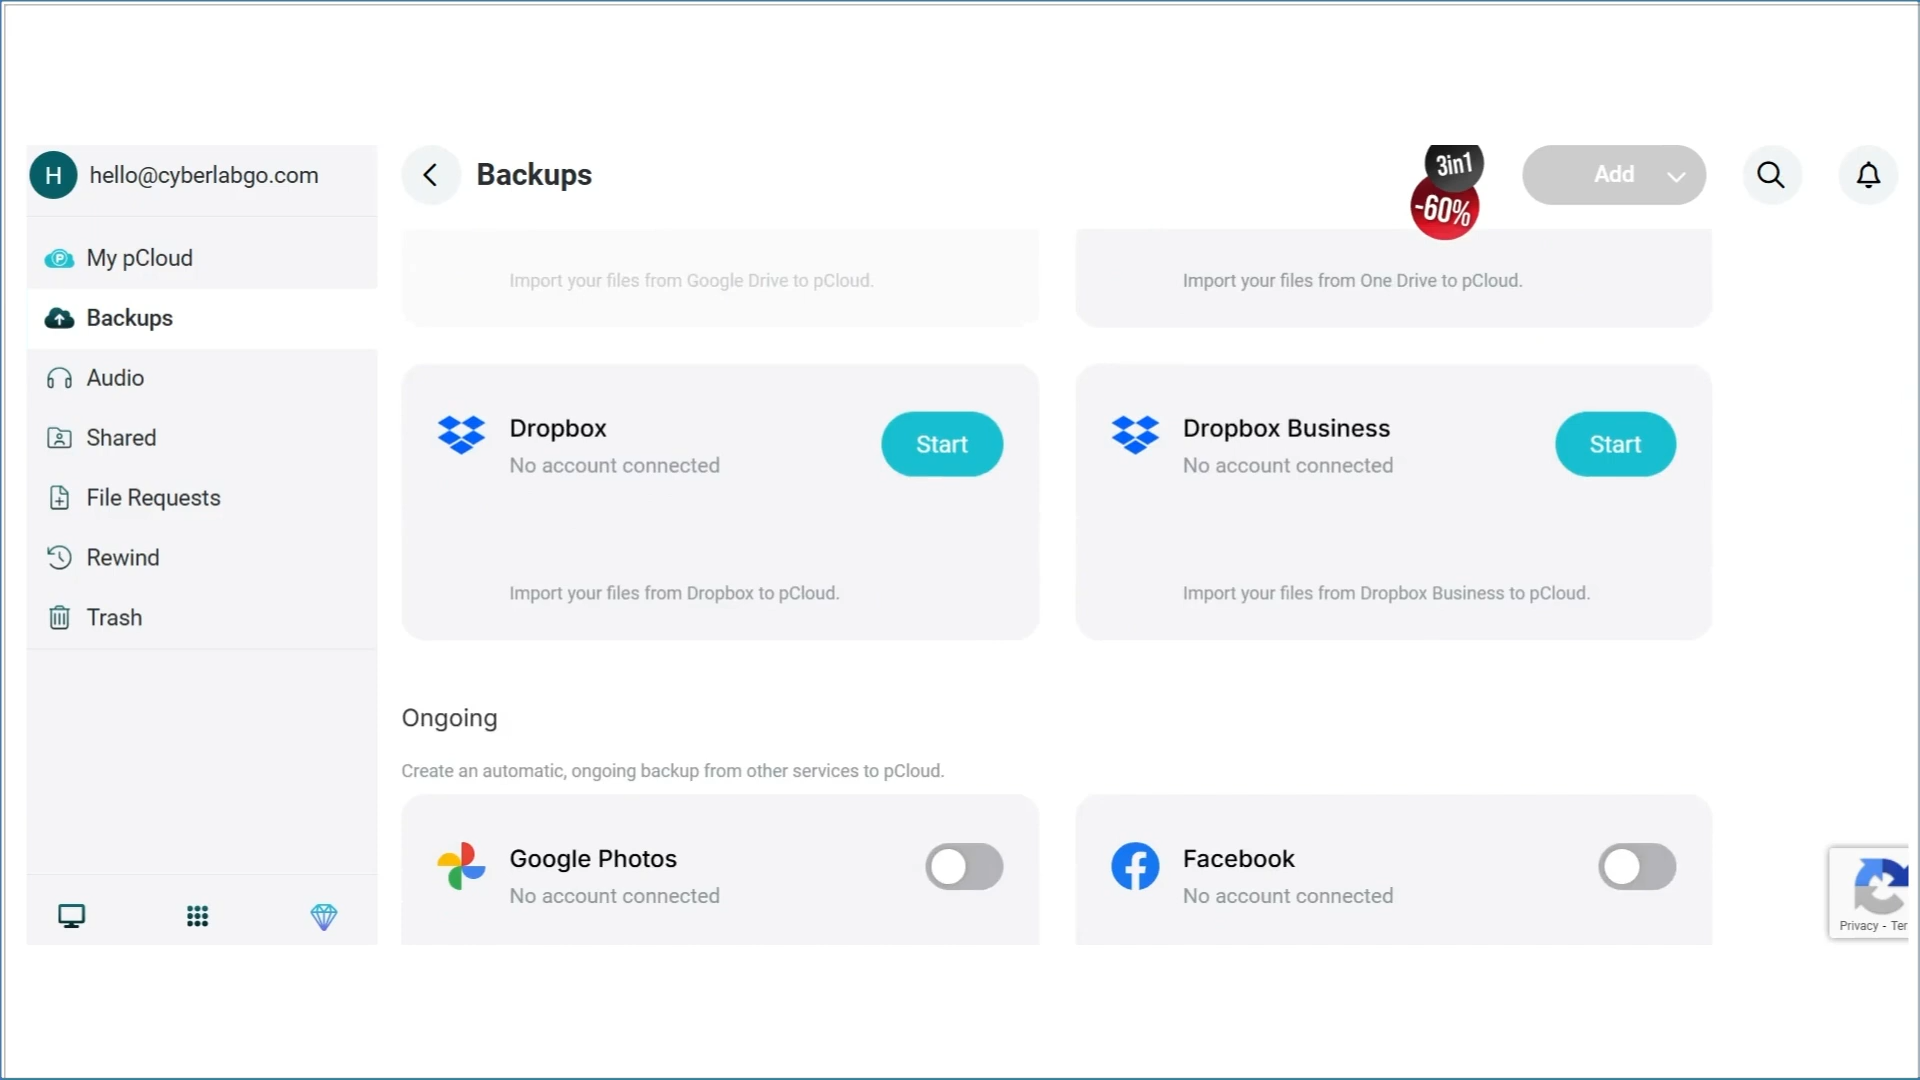 H hello@cyberlabgo.com
My pCloud
Backups
Audio
Shared
File Requests
Rewind
Trash
Backups
3in1
-60%
Add
Import your files from Google Drive to pCloud.
Import your files from One Drive to pCloud.
Dropbox
No account connected
Start
Import your files from Dropbox to pCloud.
Dropbox Business
No account connected
Start
Import your files from Dropbox Business to pCloud.
Ongoing
Create an automatic, ongoing backup from other services to pCloud.
Google Photos
No account connected
Facebook
No account connected
Privacy - Ter